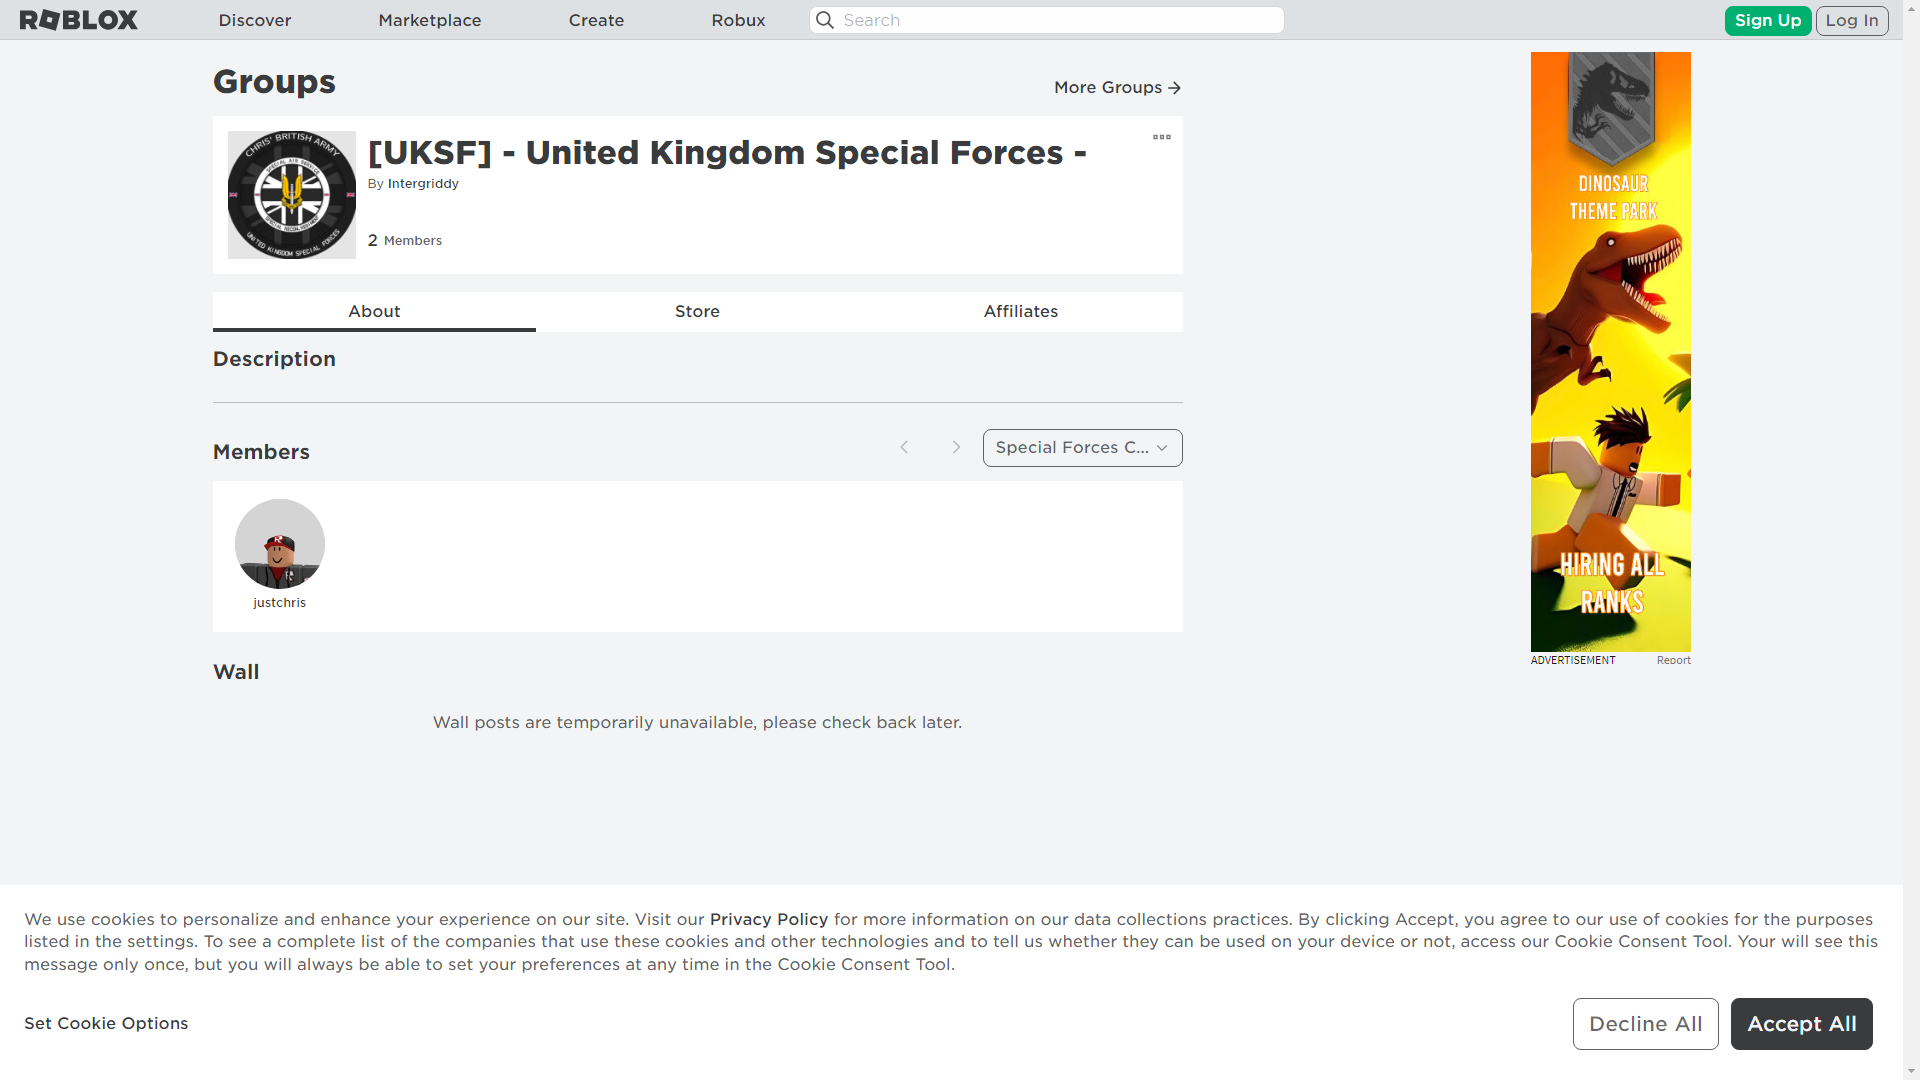 ROBLOX
Discover
Marketplace
Create
Robux
Search
Sign Up
Log In
Groups
More Groups
CHRIS' BRITISH ARMY
SPECIAL AIR SERVICE
UNITED KINGDOM SPECIAL FORCES
[UKSF] - United Kingdom Special Forces -
By Intergriddy
2 Members
About
Store
Affiliates
Description
Members
Special Forces C...
justchris
Wall
Wall posts are temporarily unavailable, please check back later.
DINOSAUR
THEME PARK
HIRING ALL
RANKS
ADVERTISEMENT
Report
We use cookies to personalize and enhance your experience on our site. Visit our Privacy Policy for more information on our data collections practices. By clicking Accept, you agree to our use of cookies for the purposes
listed in the settings. To see a complete list of the companies that use these cookies and other technologies and to tell us whether they can be used on your device or not, access our Cookie Consent Tool. Your will see this
message only once, but you will always be able to set your preferences at any time in the Cookie Consent Tool.
Set Cookie Options
Decline All
Accept All